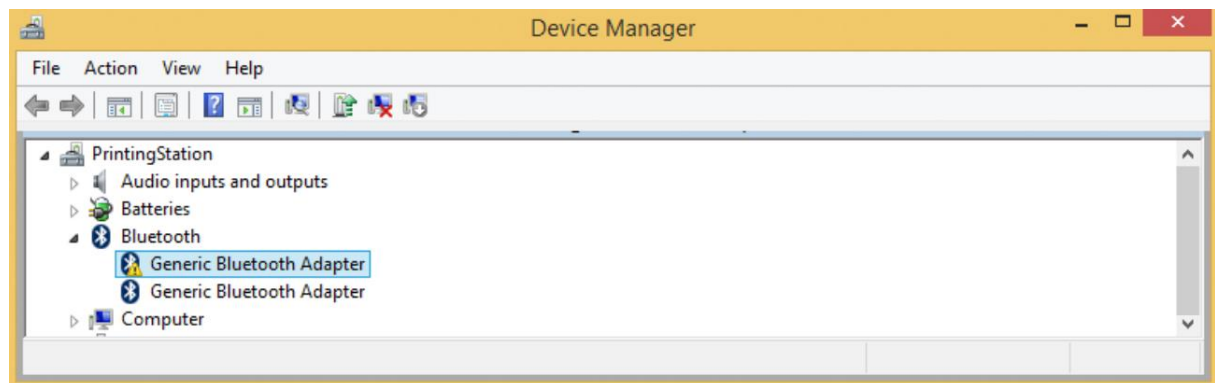 Device Manager
File Action View Help
PrintingStation
Audio inputs and outputs
Batteries
Bluetooth
Generic Bluetooth Adapter
Generic Bluetooth Adapter
Computer